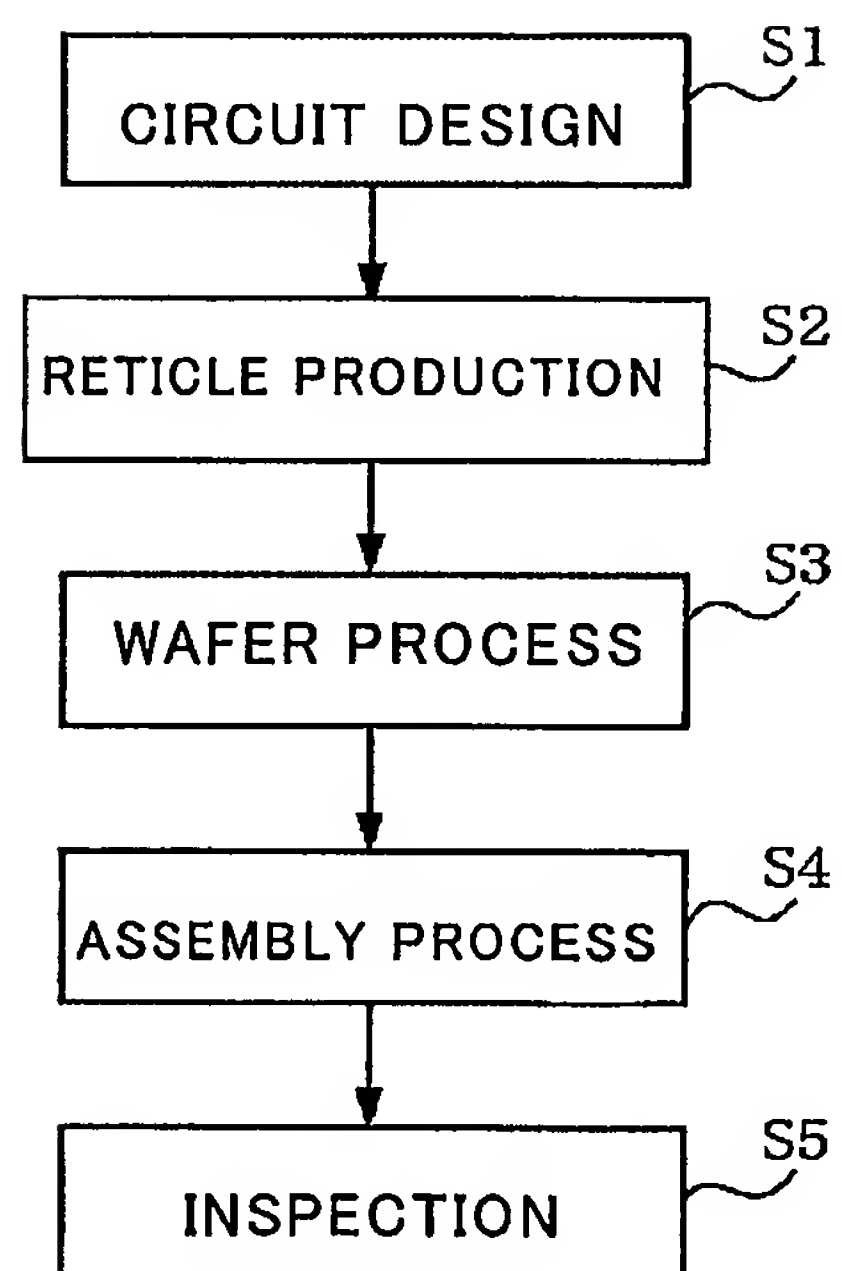 S1
CIRCUIT DESIGN
S2
RETICLE PRODUCTION
S3
WAFER PROCESS
S4
ASSEMBLY PROCESS
S5
INSPECTION